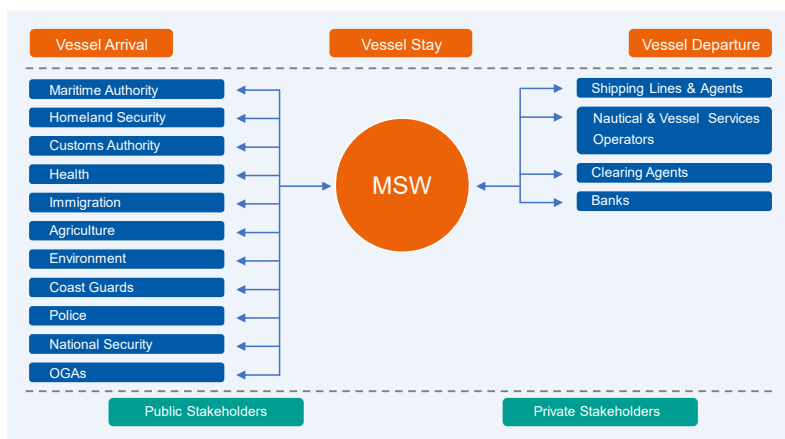 Vessel Arrival
Vessel Stay
Vessel Departure
Maritime Authority
Homeland Security
Customs Authority
Health
Immigration
Agriculture
Environment
Coast Guards
Police
National Security
OGAs
MSW
Shipping Lines & Agents
Nautical & Vessel Services
Operators
Clearing Agents
Banks
Public Stakeholders
Private Stakeholders